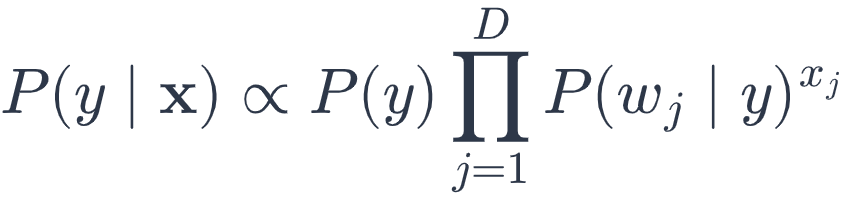 P(y | 𝐱) ∝ P(y) ∏_{j=1}^{D} P(w_j | y)^{x_j}